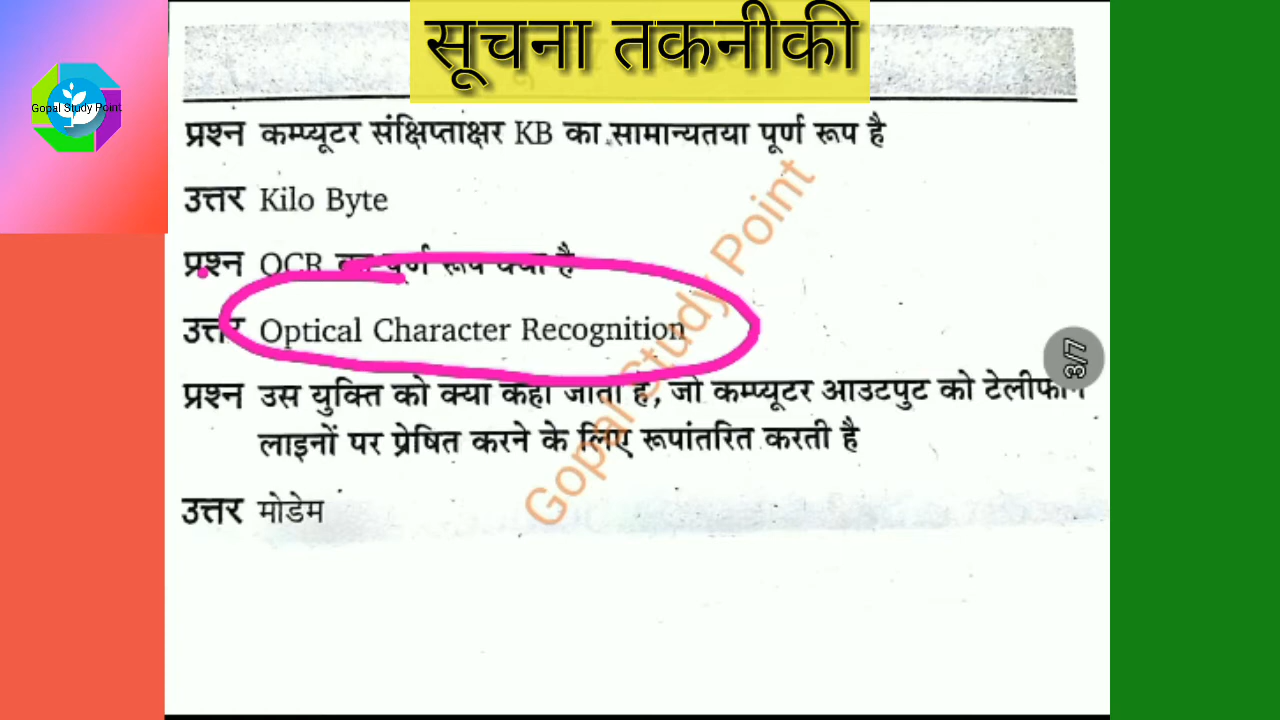 सूचना तकनीकी
Gopal Study Point
प्रश्न कम्प्यूटर संक्षिप्ताक्षर KB का सामान्यतया पूर्ण रूप है
उत्तर Kilo Byte
प्रश्न OCR का पूर्ण रूप क्या है
उत्तर Optical Character Recognition
प्रश्न उस युक्ति को क्या कहा जाता है, जो कम्प्यूटर आउटपुट को टेलीफोन
लाइनों पर प्रेषित करने के लिए रूपांतरित करती है
उत्तर मोडेम
Gopal Study Point
3/7